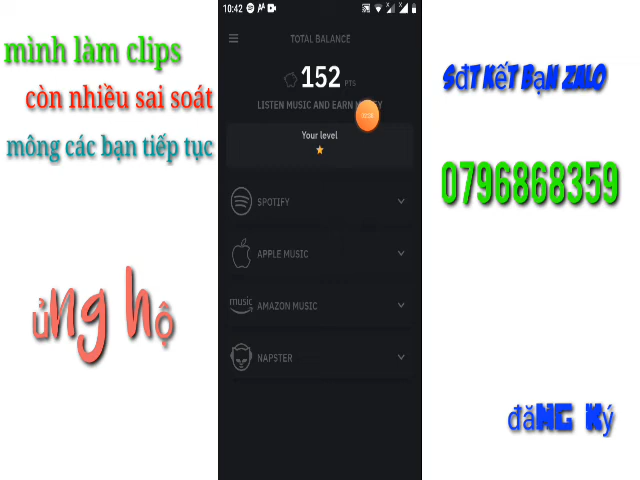 mình làm clips
còn nhiều sai soát
mông các bạn tiếp tục
ủng hộ
10:42
TOTAL BALANCE
152 PTS
LISTEN MUSIC AND EARN
Your level
SPOTIFY
APPLE MUSIC
music
AMAZON MUSIC
NAPSTER
SĐT KẾT BẠN ZALO
0796868359
đăNG Ký